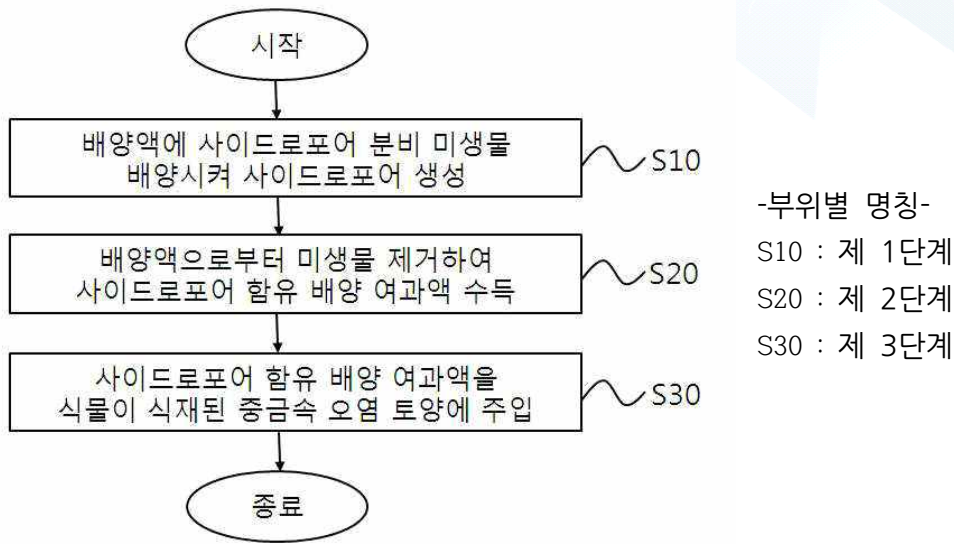 시작
배양액에 사이드로포어 분비 미생물
배양시켜 사이드로포어 생성
S10
배양액으로부터 미생물 제거하여
사이드로포어 함유 배양 여과액 수득
S20
사이드로포어 함유 배양 여과액을
식물이 식재된 중금속 오염 토양에 주입
S30
종료
-부위별 명칭-
S10 : 제 1단계
S20 : 제 2단계
S30 : 제 3단계